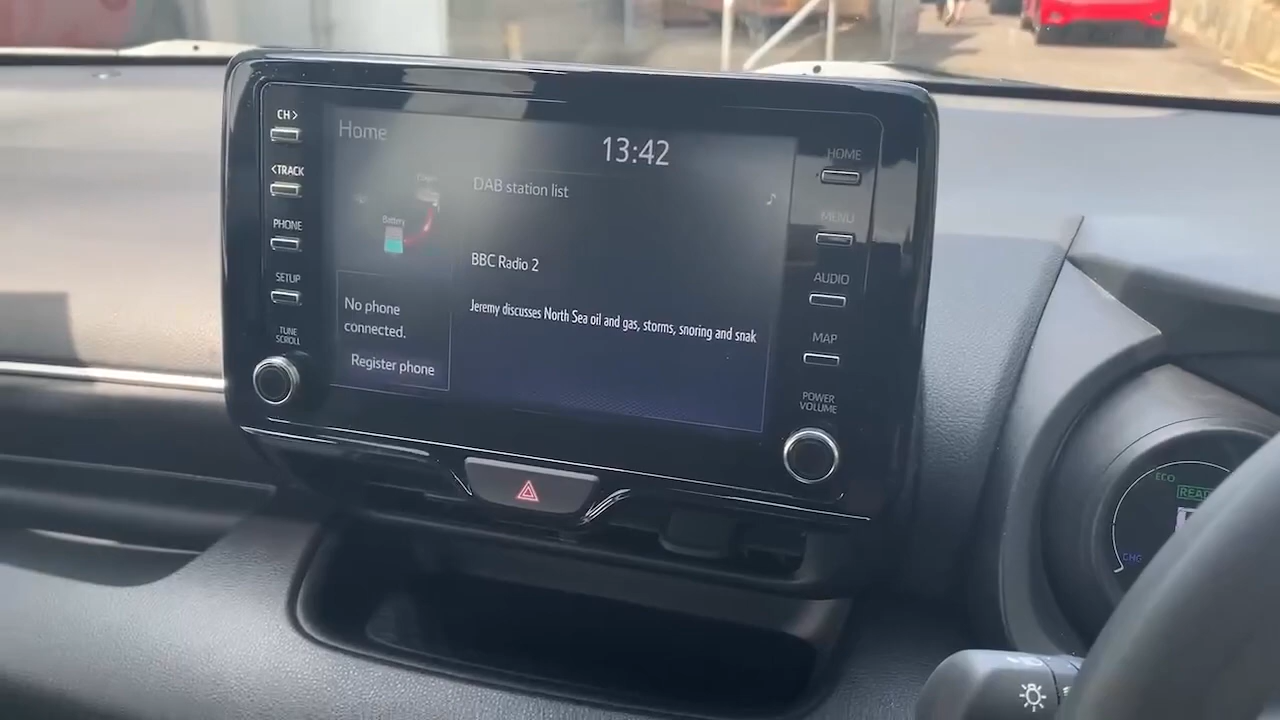 CH>
<TRACK
PHONE
SETUP
TUNE
SCROLL
Home
13:42
DAB station list
Battery
BBC Radio 2
No phone
connected.
Jeremy discusses North Sea oil and gas, storms, snoring and snak
Register phone
HOME
MENU
AUDIO
MAP
POWER
VOLUME
ECO
CHG